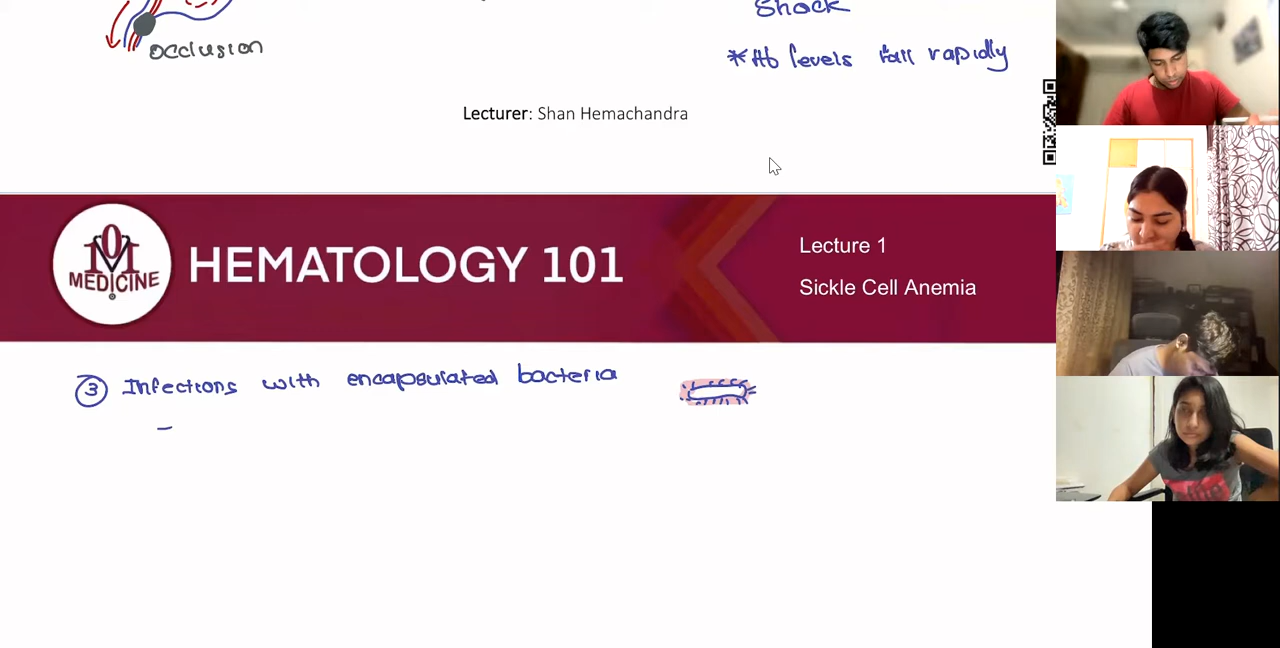 Shock
occlusion
*Hb levels fall rapidly
Lecturer: Shan Hemachandra
OM
MEDICINE
HEMATOLOGY 101
Lecture 1
Sickle Cell Anemia
③ Infections with encapsulated bacteria
–